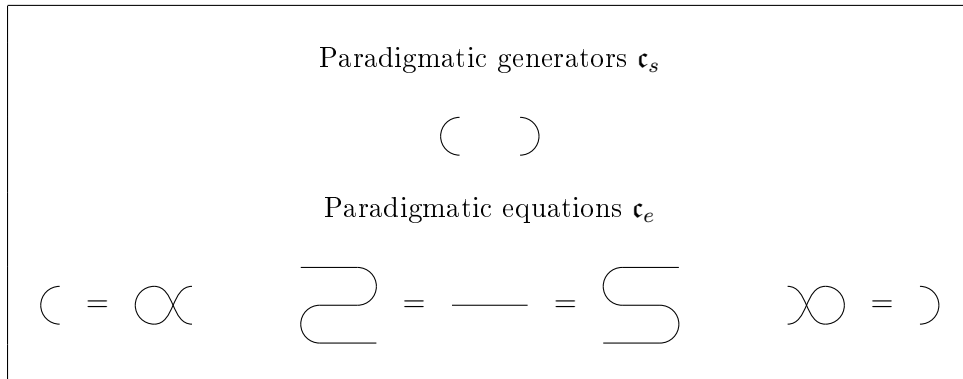 Paradigmatic generators 𝔠ₛ
Paradigmatic equations 𝔠ₑ
= = = =